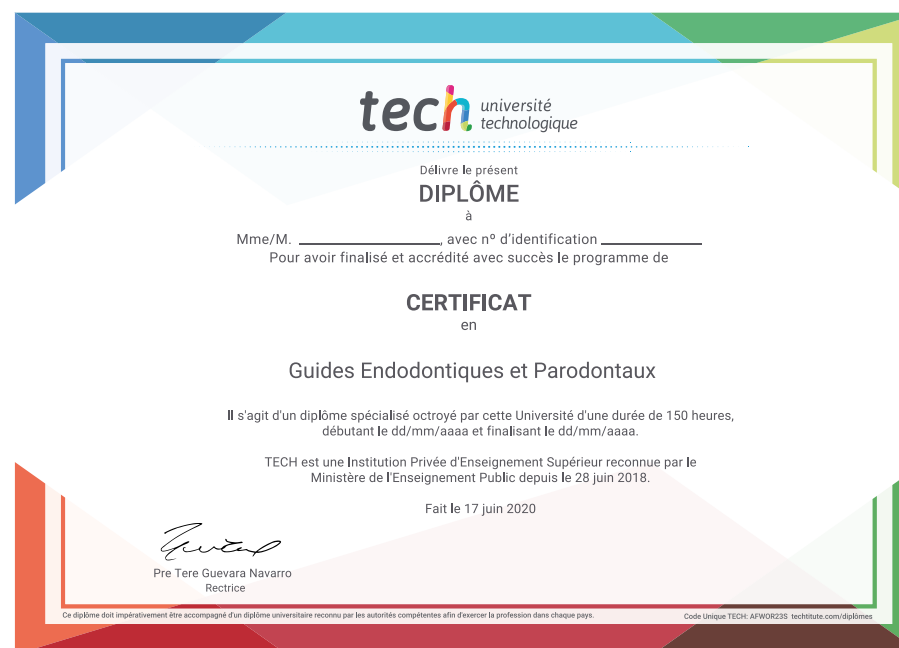 tech université
technologique
Délivre le présent
DIPLÔME
à
Mme/M. ____________________, avec nº d'identification ______________
Pour avoir finalisé et accrédité avec succès le programme de
CERTIFICAT
en
Guides Endodontiques et Parodontaux
Il s'agit d'un diplôme spécialisé octroyé par cette Université d'une durée de 150 heures,
débutant le dd/mm/aaaa et finalisant le dd/mm/aaaa.
TECH est une Institution Privée d'Enseignement Supérieur reconnue par le
Ministère de l'Enseignement Public depuis le 28 juin 2018.
Fait le 17 juin 2020
Pre Tere Guevara Navarro
Rectrice
Ce diplôme doit impérativement être accompagné d'un diplôme universitaire reconnu par les autorités compétentes afin d'exercer la profession dans chaque pays.
Code Unique TECH: AFWOR23S techtitute.com/diplômes